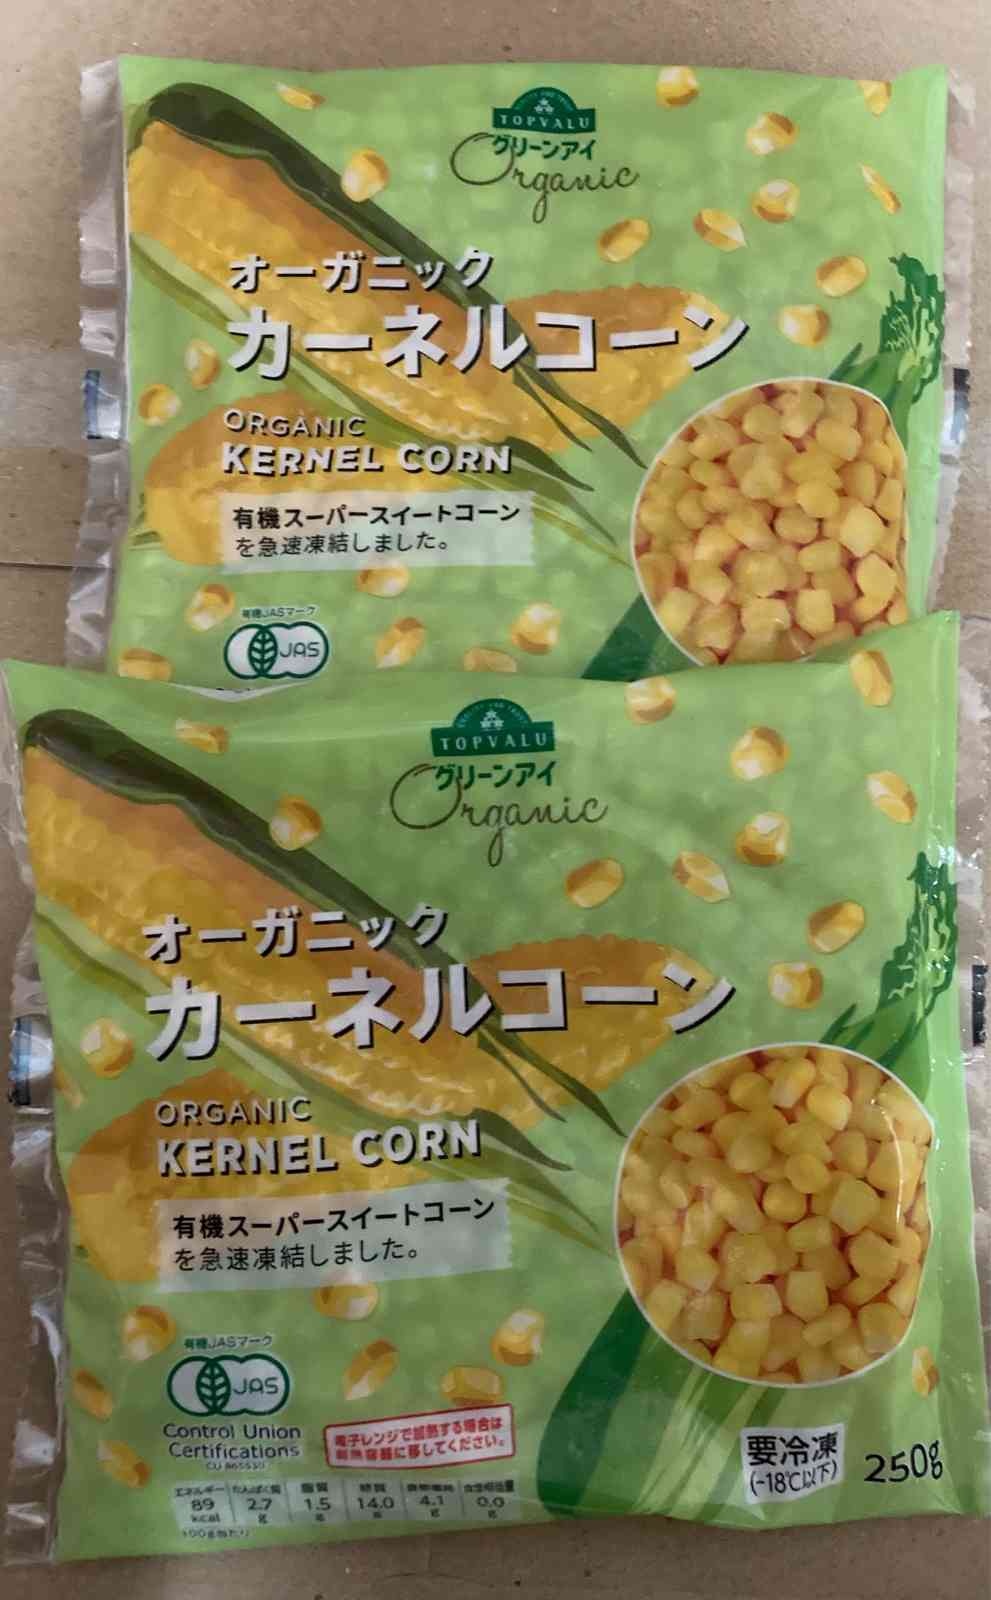 TOPVALU
グリーンアイ
Organic
オーガニック
カーネルコーン
ORGANIC
KERNEL CORN
有機スーパースイートコーン
を急速凍結しました。
有機JASマーク
JAS
TOPVALU
グリーンアイ
Organic
オーガニック
カーネルコーン
ORGANIC
KERNEL CORN
有機スーパースイートコーン
を急速凍結しました。
有機JASマーク
JAS
Control Union
Certifications
電子レンジで加熱する場合は
耐熱容器に移してください。
要冷凍
(-18℃以下)
250g
エネルギー たんぱく質 脂質 糖質 食物繊維 食塩相当量
89 2.7 1.5 14.0 4.1 0.0
kcal g g g g g
100g当たり